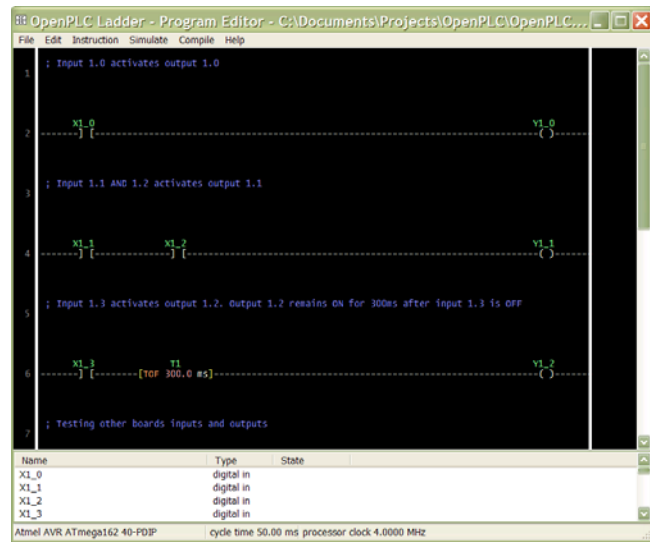 OpenPLC Ladder - Program Editor - C:\Documents\Projects\OpenPLC\OpenPLC...
File Edit Instruction Simulate Compile Help
1 ; Input 1.0 activates output 1.0
X1_0 Y1_0
2 ------] [------( )------
3 ; Input 1.1 AND 1.2 activates output 1.1
X1_1 X1_2 Y1_1
4 ------] [------] [------( )------
5 ; Input 1.3 activates output 1.2. Output 1.2 remains ON for 300ms after input 1.3 is OFF
X1_3 T1 Y1_2
6 ------] [-------[TOF 300.0 ms]------( )------
7 ; Testing other boards inputs and outputs
Name Type State
X1_0 digital in
X1_1 digital in
X1_2 digital in
X1_3 digital in
Atmel AVR ATmega162 40-PDIP cycle time 50.00 ms processor clock 4.0000 MHz